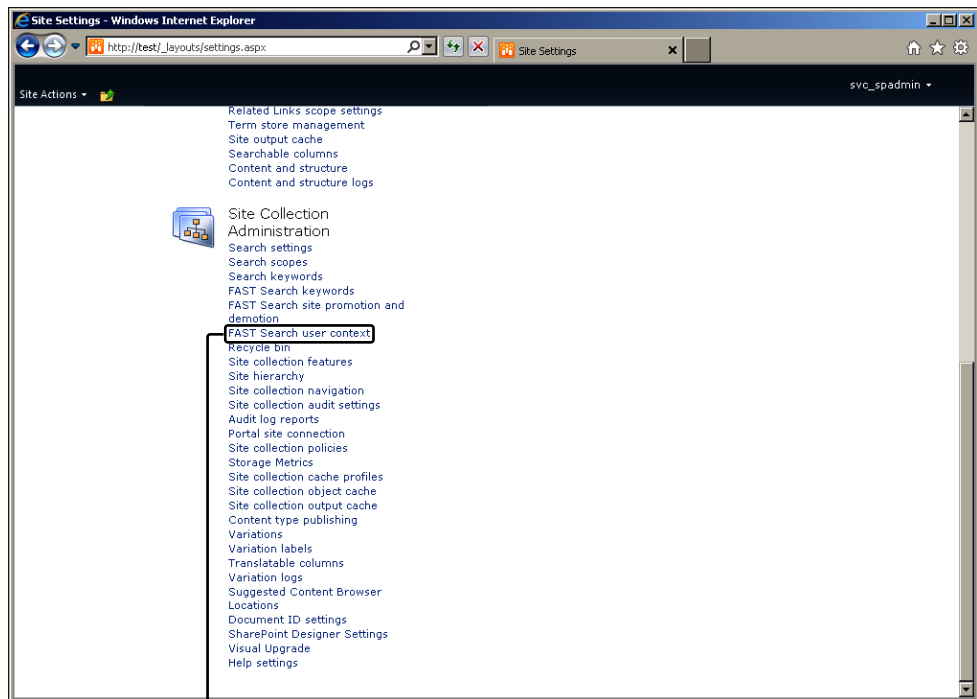 Site Settings - Windows Internet Explorer
http://test/_layouts/settings.aspx
Site Settings
Site Actions
svc_spadmin
Related Links scope settings
Term store management
Site output cache
Searchable columns
Content and structure
Content and structure logs
Site Collection
Administration
Search settings
Search scopes
Search keywords
FAST Search keywords
FAST Search site promotion and
demotion
FAST Search user context
Recycle bin
Site collection features
Site hierarchy
Site collection navigation
Site collection audit settings
Audit log reports
Portal site connection
Site collection policies
Storage Metrics
Site collection cache profiles
Site collection object cache
Site collection output cache
Content type publishing
Variations
Variation labels
Translatable columns
Variation logs
Suggested Content Browser
Locations
Document ID settings
SharePoint Designer Settings
Visual Upgrade
Help settings